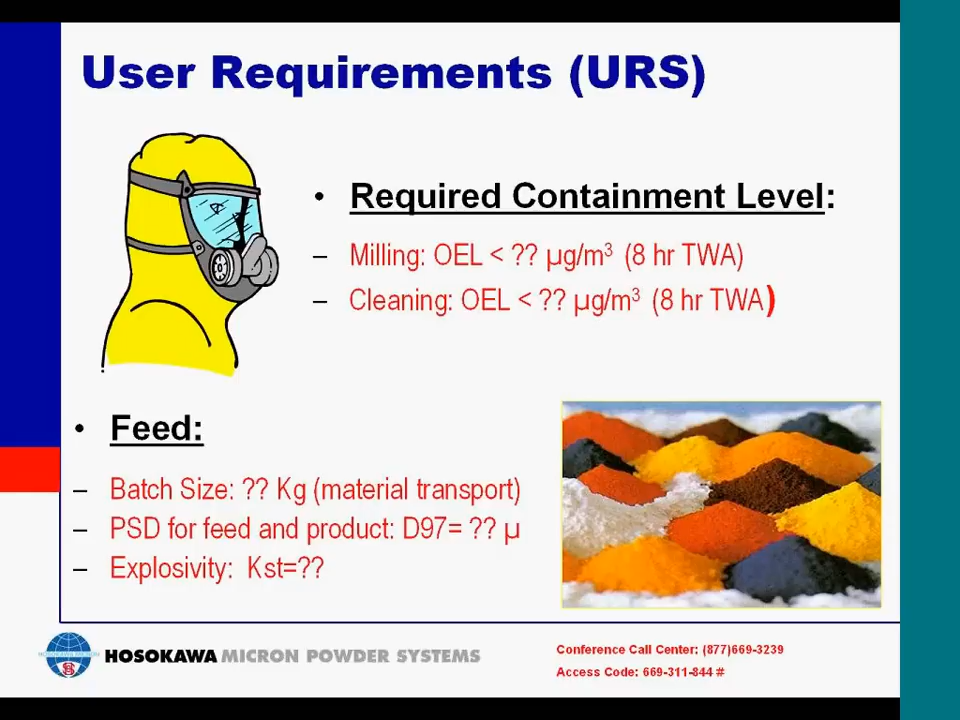 User Requirements (URS)
• Required Containment Level:
– Milling: OEL < ?? µg/m³ (8 hr TWA)
– Cleaning: OEL < ?? µg/m³ (8 hr TWA)
• Feed:
– Batch Size: ?? Kg (material transport)
– PSD for feed and product: D97= ?? µ
– Explosivity: Kst=??
HOSOKAWA MICRON POWDER SYSTEMS
Conference Call Center: (877)669-3239
Access Code: 669-311-844 #